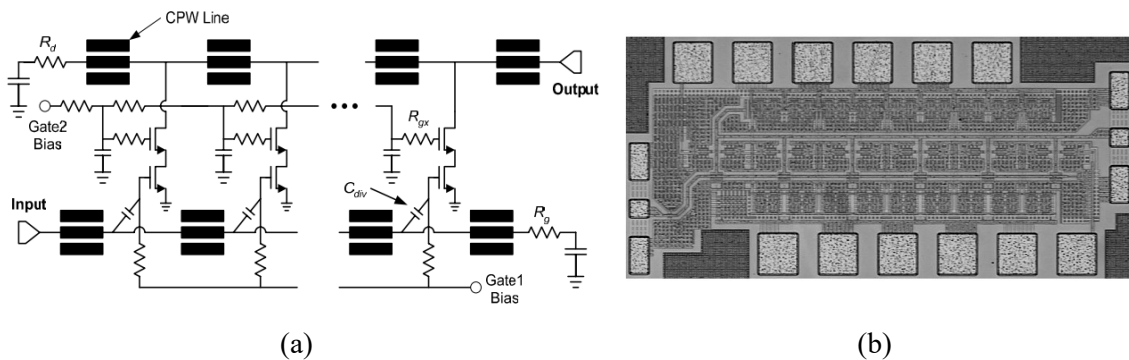 CPW Line
R_d
Output
Gate2
Bias
R_gx
C_div
Input
R_g
Gate1
Bias
(a)
(b)